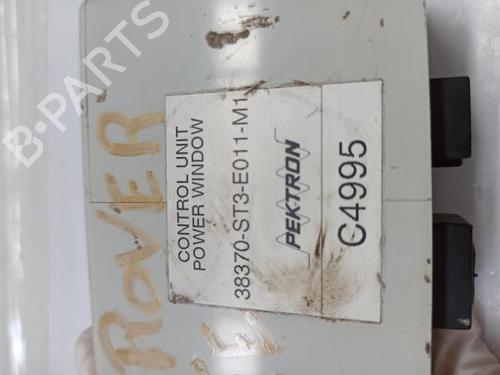 B-PARTS
ROVER
CONTROL UNIT
POWER WINDOW
38370-ST3-E011-M1
PEKTRON
C4995